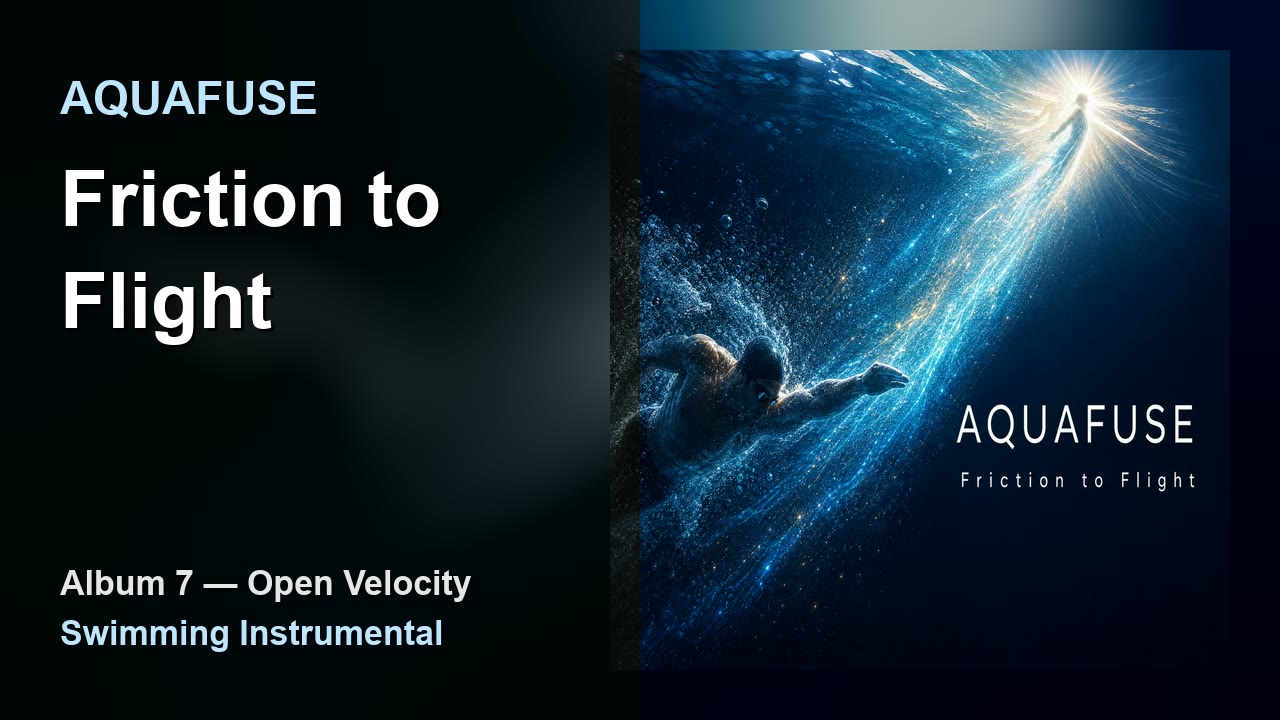 AQUAFUSE
Friction to
Flight
Album 7 — Open Velocity
Swimming Instrumental
AQUAFUSE
Friction to Flight